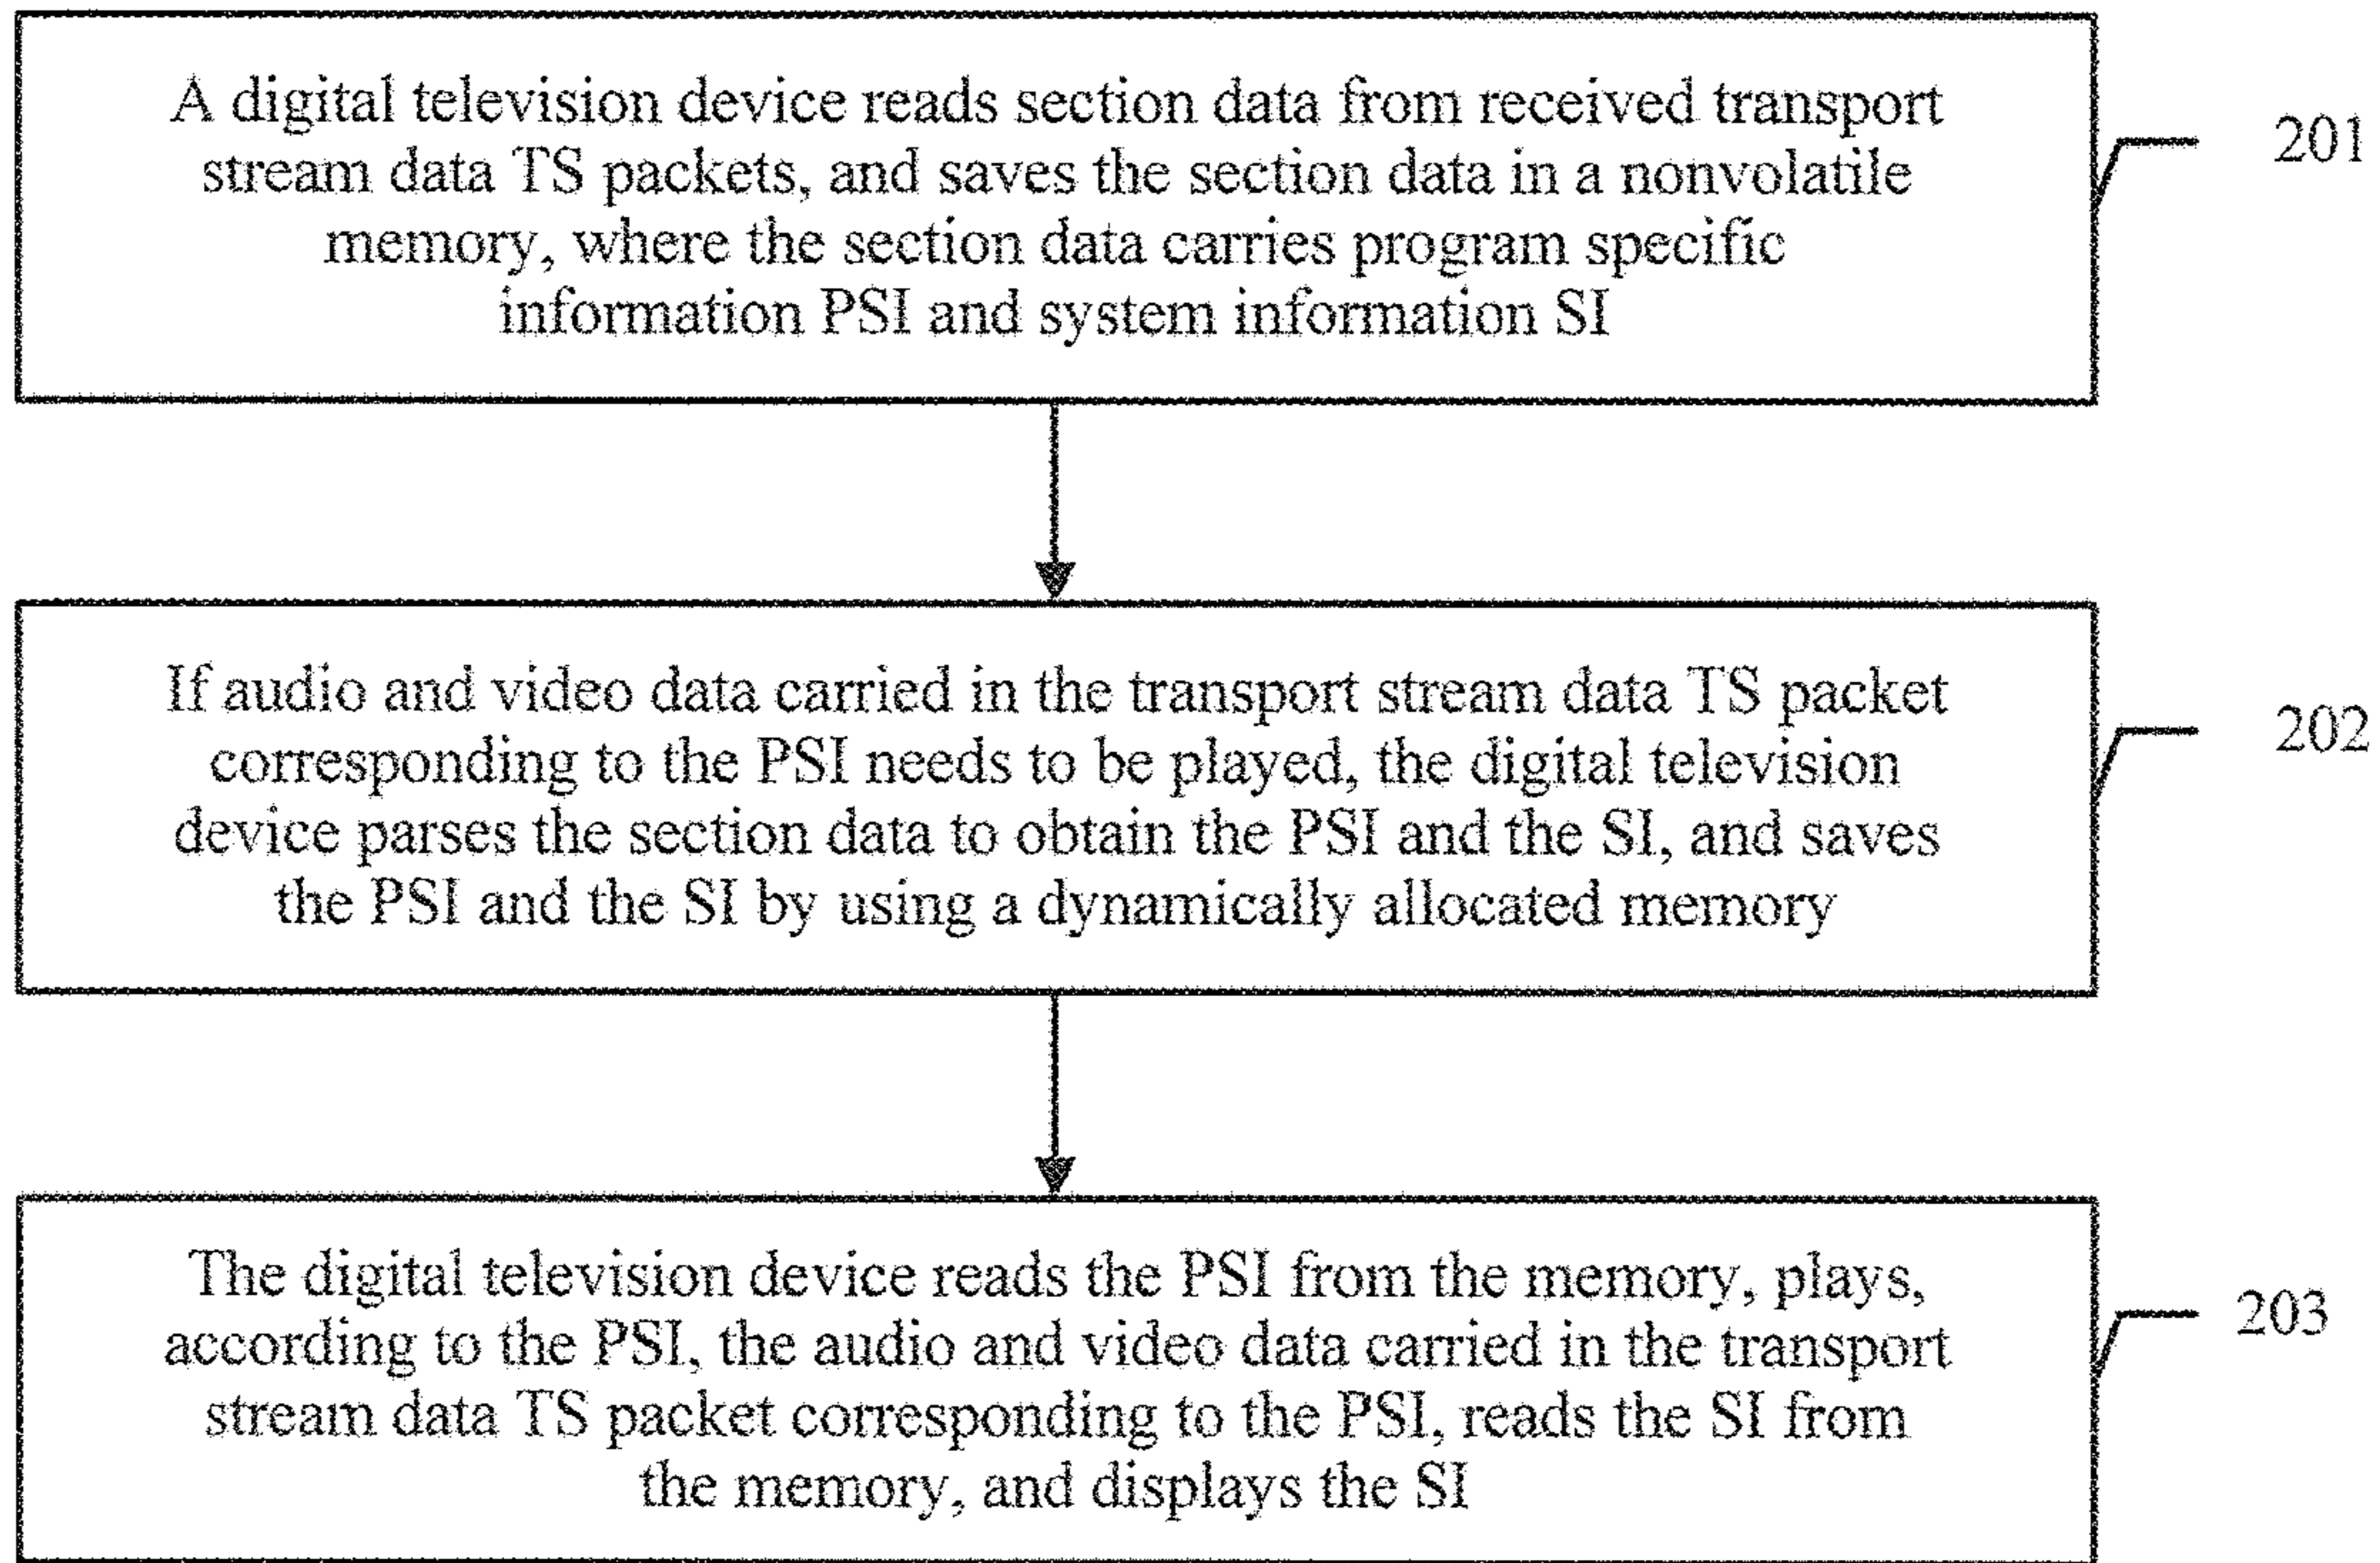 A digital television device reads section data from received transport
stream data TS packets, and saves the section data in a nonvolatile
memory, where the section data carries program specific
information PSI and system information SI
201
If audio and video data carried in the transport stream data TS packet
corresponding to the PSI needs to be played, the digital television
device parses the section data to obtain the PSI and the SI, and saves
the PSI and the SI by using a dynamically allocated memory
202
The digital television device reads the PSI from the memory, plays,
according to the PSI, the audio and video data carried in the transport
stream data TS packet corresponding to the PSI, reads the SI from
the memory, and displays the SI
203